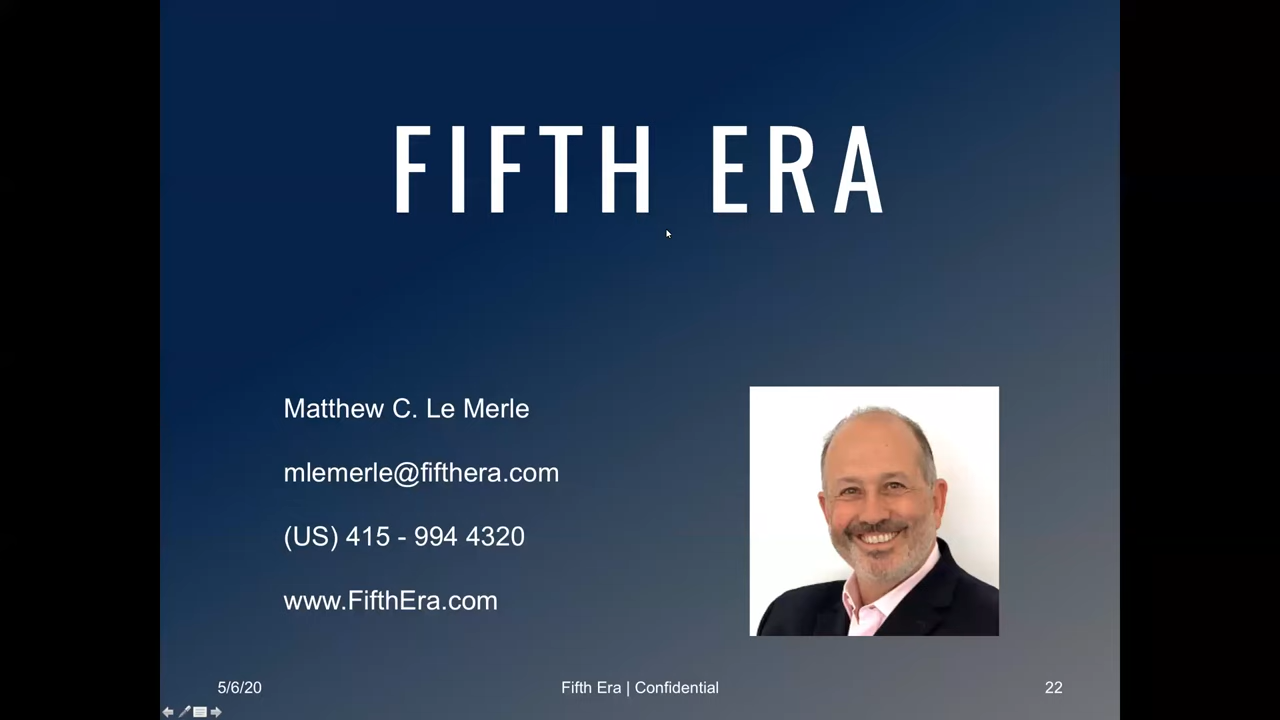 FIFTH ERA
Matthew C. Le Merle
mlemerle@fifthera.com
(US) 415 - 994 4320
www.FifthEra.com
5/6/20
Fifth Era | Confidential
22